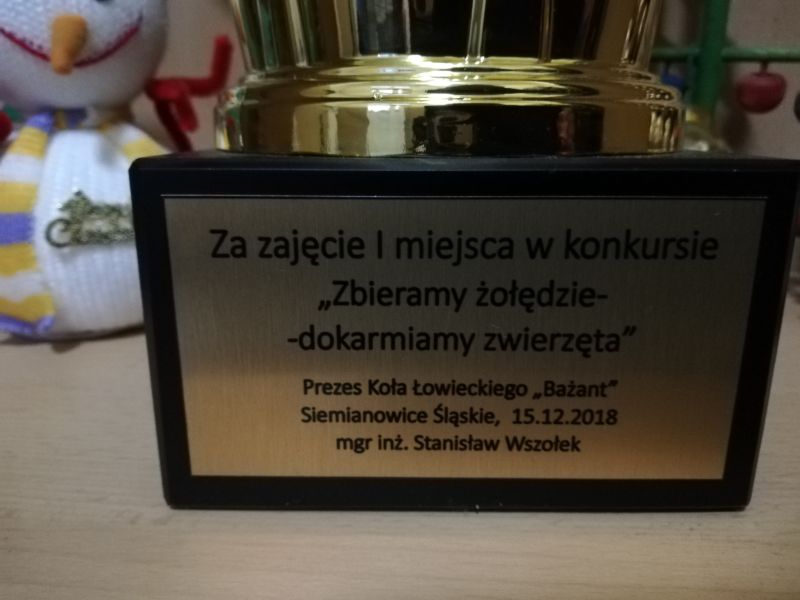 Za zajęcie I miejsca w konkursie
„Zbieramy żołędzie-
-dokarmiamy zwierzęta”
Prezes Koła Łowieckiego „Bażant”
Siemianowice Śląskie, 15.12.2018
mgr inż. Stanisław Wszołek